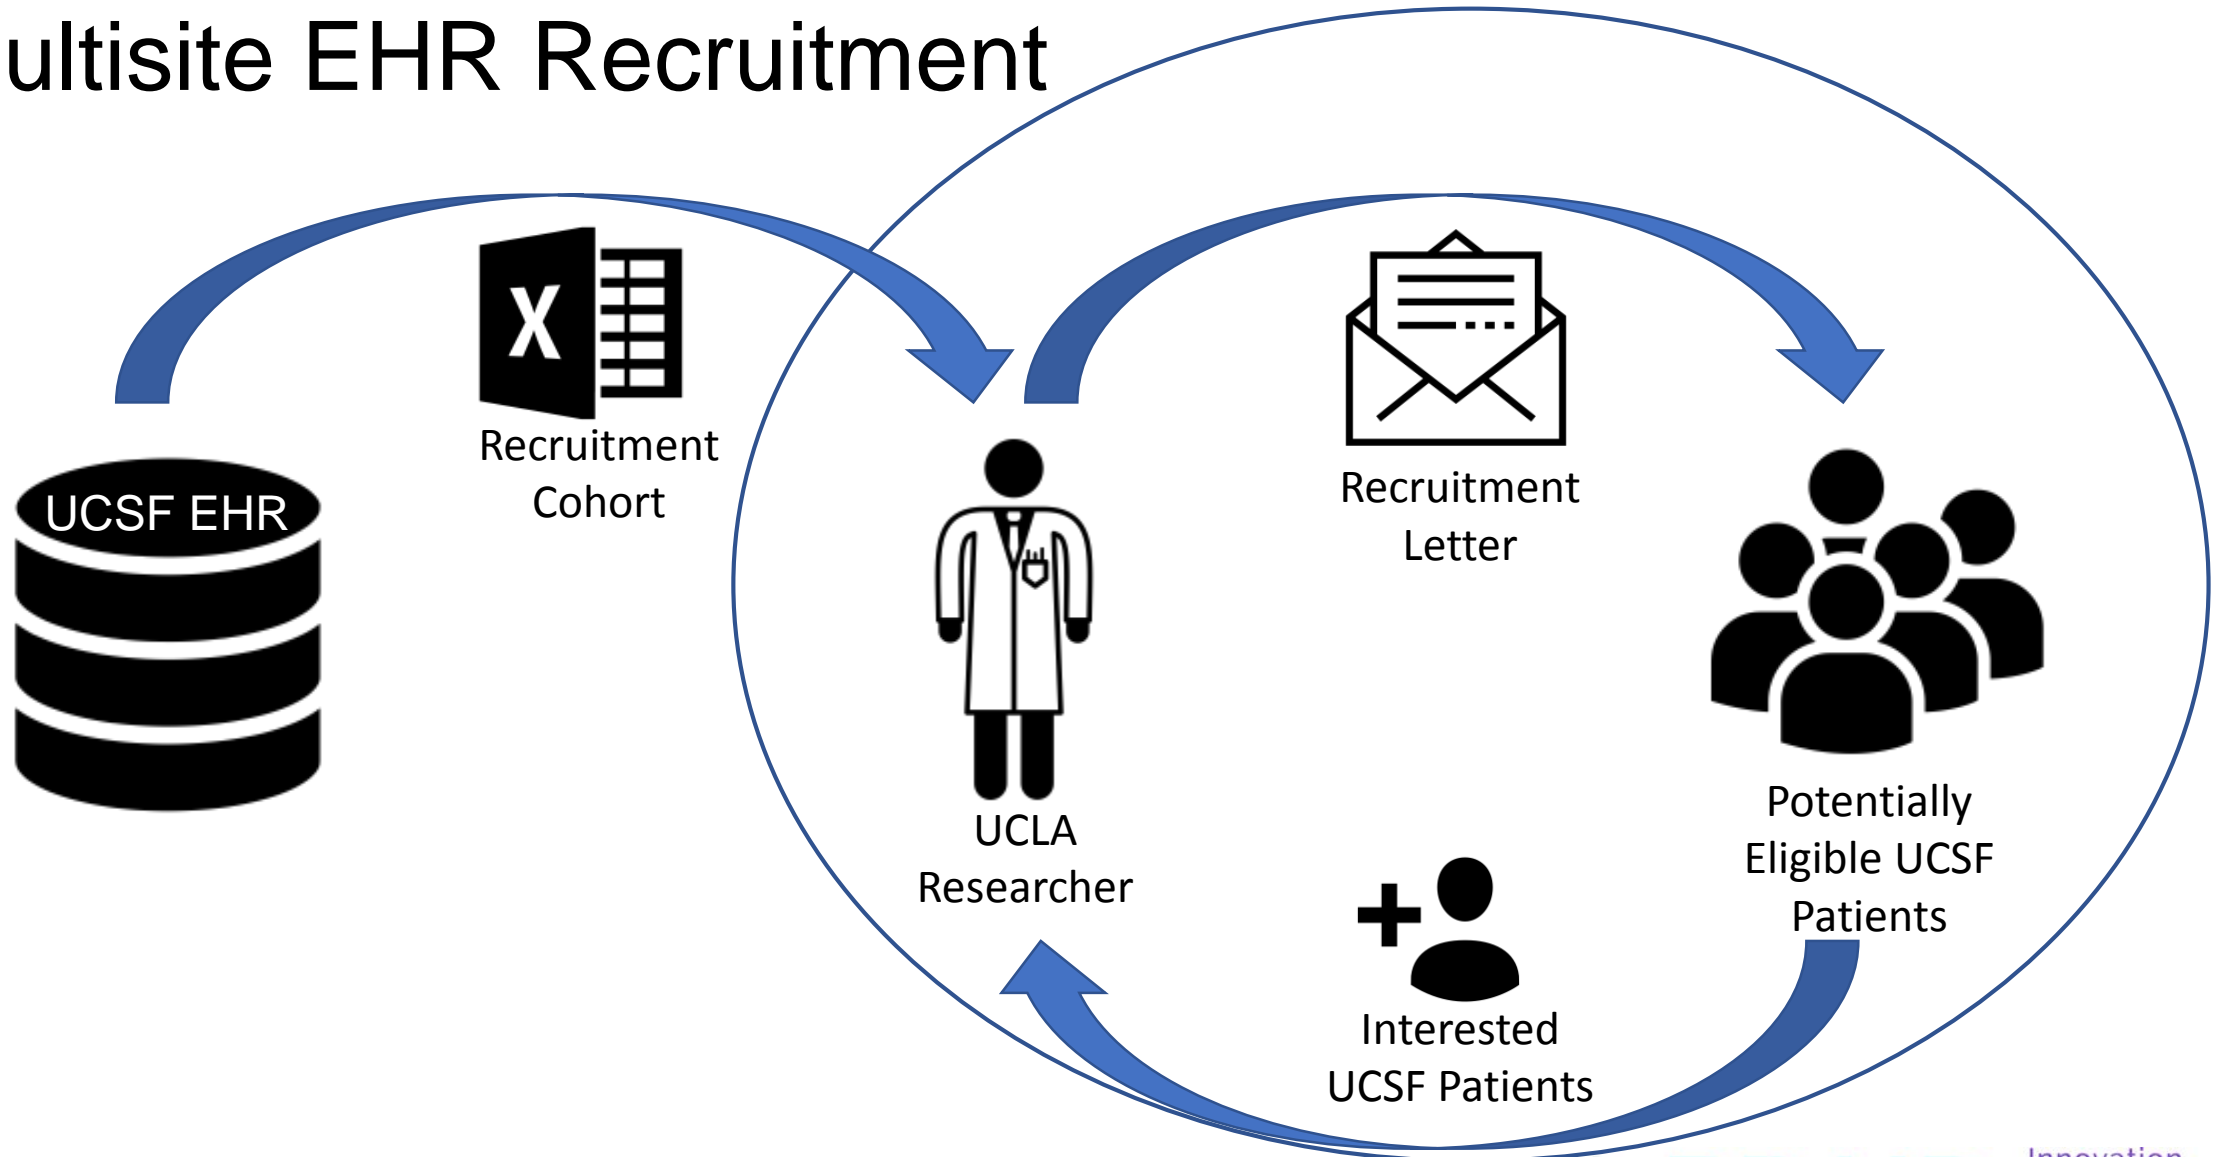 ultisite EHR Recruitment
Recruitment
Cohort
UCSF EHR
Recruitment
Letter
UCLA
Researcher
Potentially
Eligible UCSF
Patients
Interested
UCSF Patients